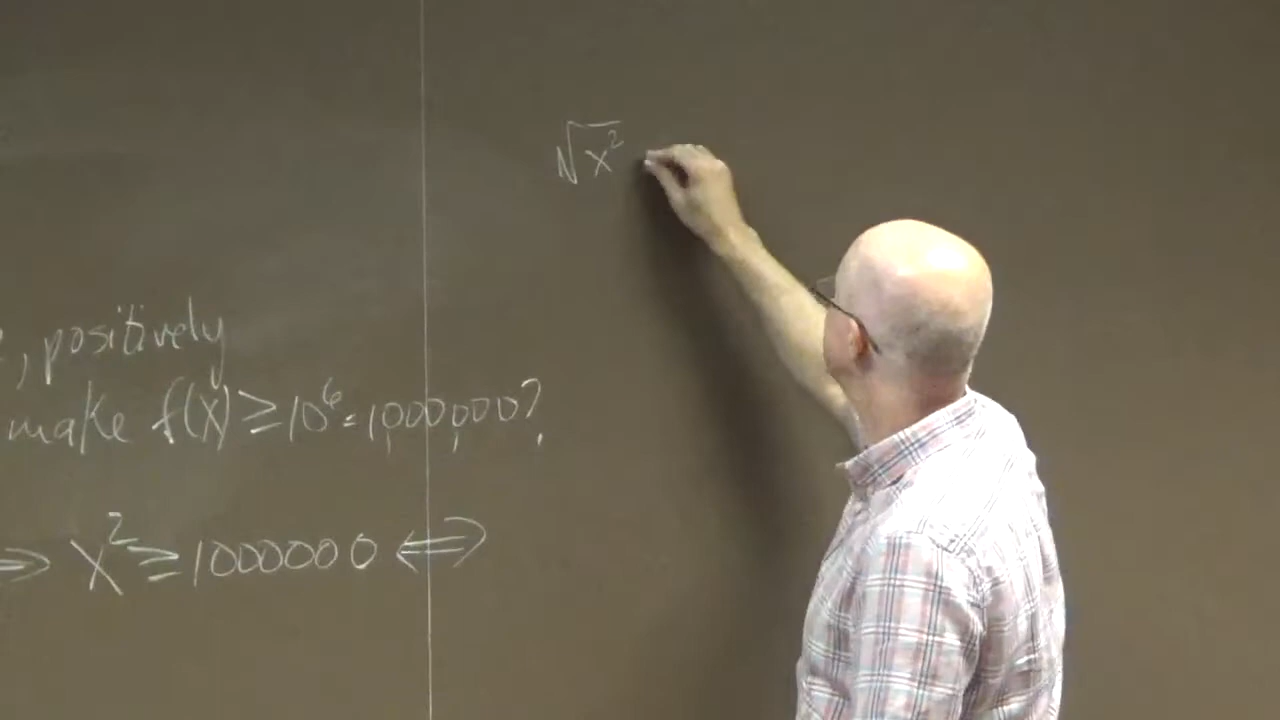 √x²
, positively
make f(x) ≥ 10⁶ = 1,000,000?
⇒ x² ≥ 1000000 ⇔